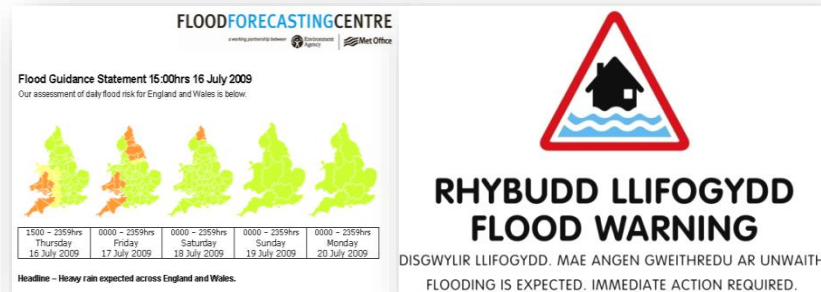 FLOODFORECASTINGCENTRE
a working partnership between Environment Agency Met Office
Flood Guidance Statement 15:00hrs 16 July 2009
Our assessment of daily flood risk for England and Wales is below.
1500 - 2359hrs Thursday 16 July 2009
0000 - 2359hrs Friday 17 July 2009
0000 - 2359hrs Saturday 18 July 2009
0000 - 2359hrs Sunday 19 July 2009
0000 - 2359hrs Monday 20 July 2009
Headline – Heavy rain expected across England and Wales.
RHYBUDD LLIFOGYDD
FLOOD WARNING
DISGWYLIR LLIFOGYDD. MAE ANGEN GWEITHREDU AR UNWAITH
FLOODING IS EXPECTED. IMMEDIATE ACTION REQUIRED.